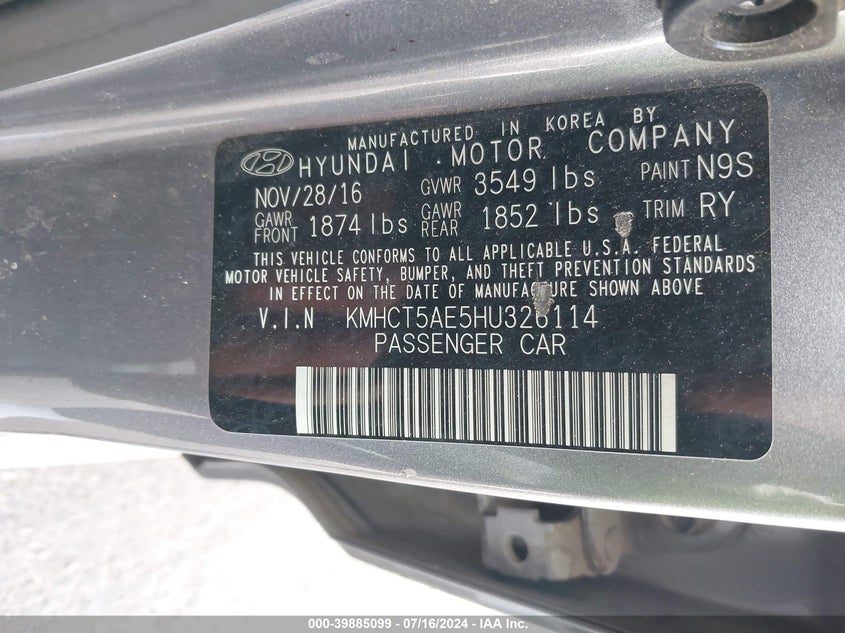 MANUFACTURED IN KOREA BY
HYUNDAI MOTOR COMPANY
NOV/28/16 GVWR 3549 lbs PAINT N9S
GAWR FRONT 1874 lbs GAWR REAR 1852 lbs TRIM RY
THIS VEHICLE CONFORMS TO ALL APPLICABLE U.S.A. FEDERAL
MOTOR VEHICLE SAFETY, BUMPER, AND THEFT PREVENTION STANDARDS
IN EFFECT ON THE DATE OF MANUFACTURE SHOWN ABOVE
V.I.N KMHCT5AE5HU326114
PASSENGER CAR
000-39885099 - 07/16/2024 - IAA Inc.